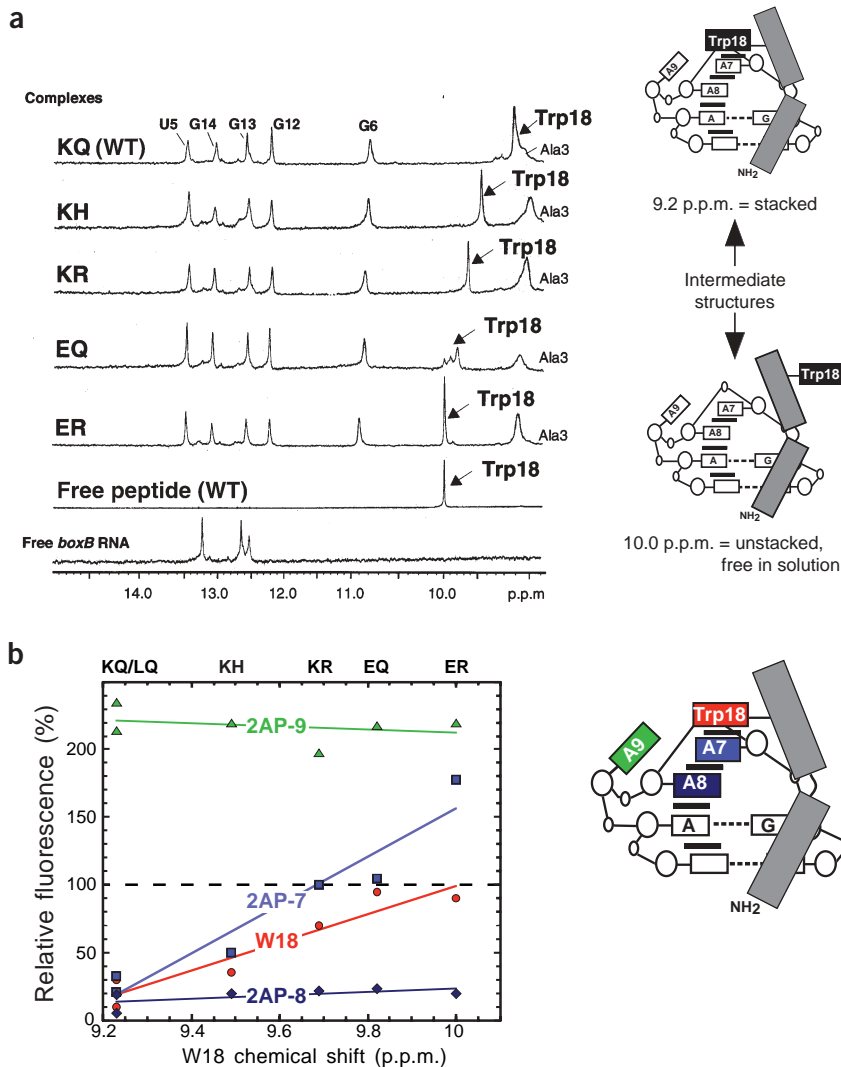 a
Complexes
U5 G14 G13 G12 G6 Trp18
KQ (WT) Ala3
Trp18
KH Ala3
Trp18
KR Ala3
Trp18
EQ Ala3
Trp18
ER Ala3
Trp18
Free peptide (WT)
Free boxB RNA
14.0 13.0 12.0 11.0 10.0 p.p.m
Trp18
A9 A7
A8
A G
NH2
9.2 p.p.m. = stacked
Intermediate
structures
Trp18
A9 A7
A8
A G
NH2
10.0 p.p.m. = unstacked,
free in solution
b
KQ/LQ KH KR EQ ER
Relative fluorescence (%)
200
150
100
50
0
2AP-9
2AP-7
W18
2AP-8
9.2 9.4 9.6 9.8 10
W18 chemical shift (p.p.m.)
Trp18
A9 A7
A8
A G
NH2